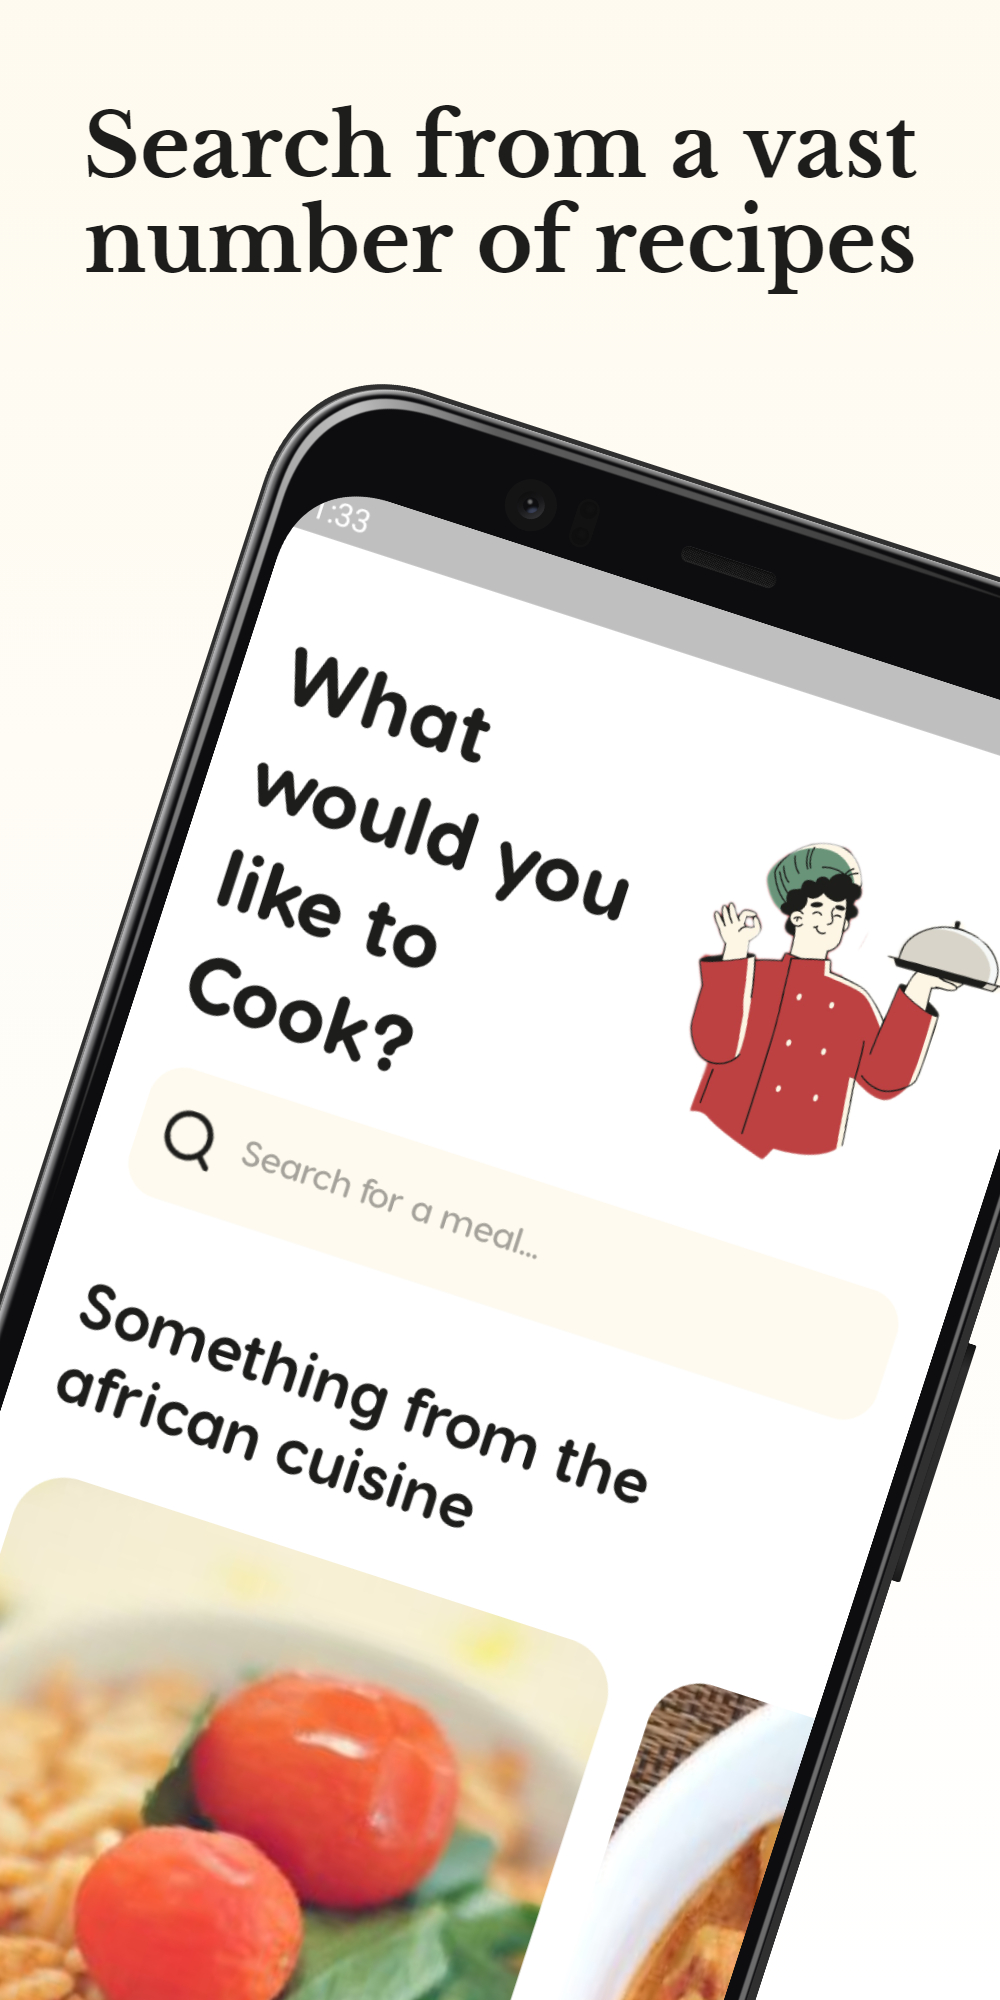 Search from a vast
number of recipes
1:33
What
would you
like to
Cook?
Search for a meal...
Something from the
african cuisine